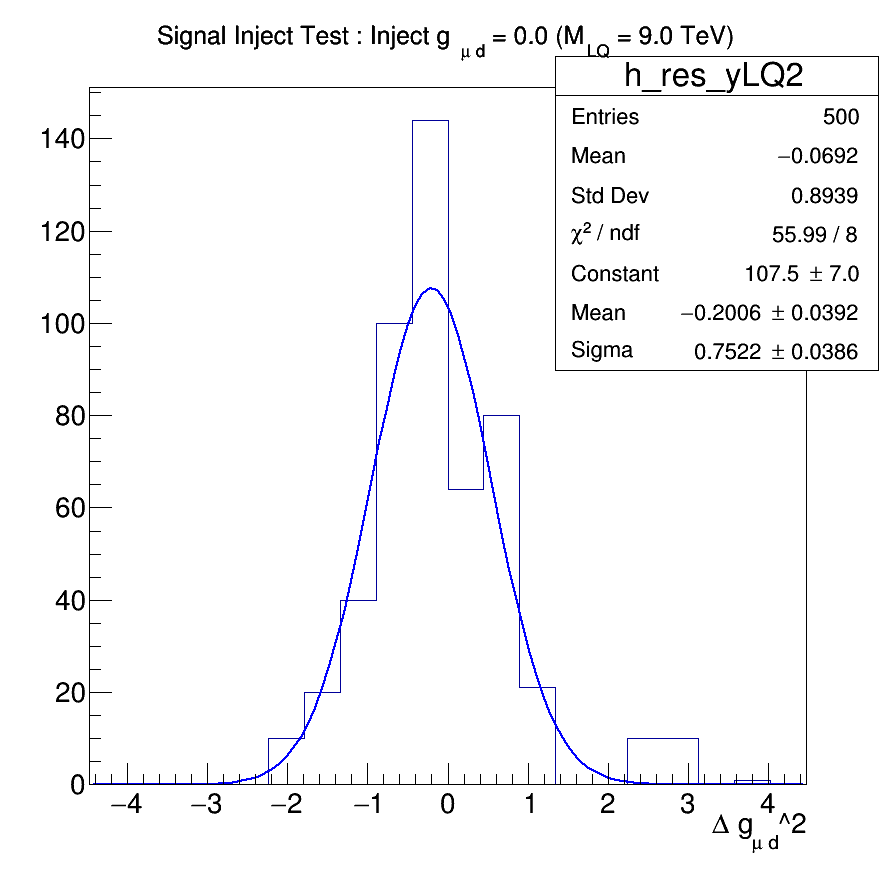 Signal Inject Test : Inject g μ d = 0.0 (M LQ = 9.0 TeV)
h_res_yLQ2
Entries 500
Mean −0.0692
Std Dev 0.8939
χ² / ndf 55.99 / 8
Constant 107.5 ± 7.0
Mean −0.2006 ± 0.0392
Sigma 0.7522 ± 0.0386
140
120
100
80
60
40
20
0
−4 −3 −2 −1 0 1 2 3 4
Δ g μ d ^2